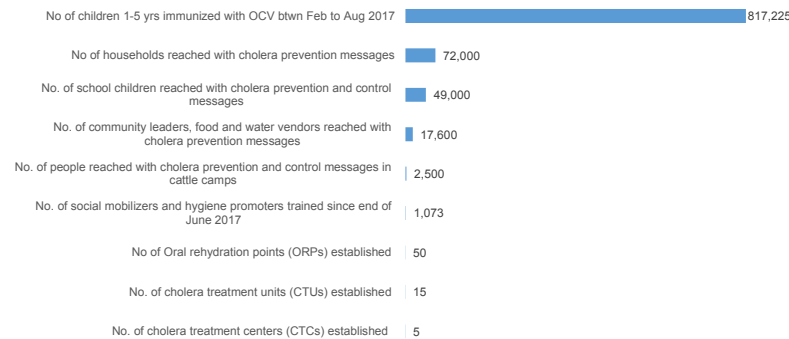 No of children 1-5 yrs immunized with OCV btwn Feb to Aug 2017 817,225
No of households reached with cholera prevention messages 72,000
No. of school children reached with cholera prevention and control
messages 49,000
No. of community leaders, food and water vendors reached with
cholera prevention messages 17,600
No. of people reached with cholera prevention and control messages in
cattle camps 2,500
No. of social mobilizers and hygiene promoters trained since end of
June 2017 1,073
No of Oral rehydration points (ORPs) established 50
No. of cholera treatment units (CTUs) established 15
No. of cholera treatment centers (CTCs) established 5